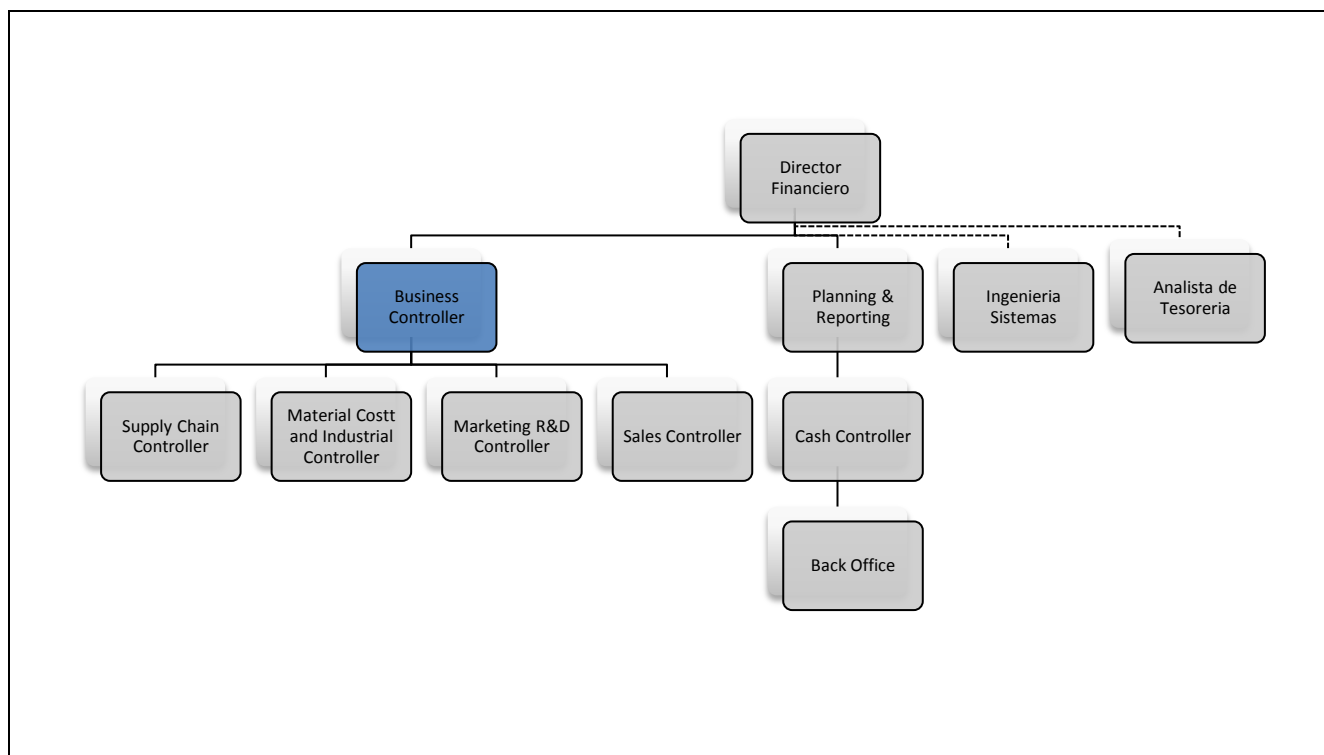 Director
Financiero
Business
Controller
Planning &
Reporting
Ingenieria
Sistemas
Analista de
Tesoreria
Supply Chain
Controller
Material Costt
and Industrial
Controller
Marketing R&D
Controller
Sales Controller
Cash Controller
Back Office